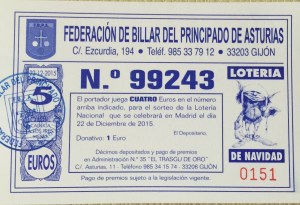 FEDERACIÓN DE BILLAR DEL PRINCIPADO DE ASTURIAS
C/. Ezcurdia, 194 • Teléf. 985 33 79 12 • 33203 GIJÓN
22-12-2015
5
EUROS
N.º 99243
El portador juega CUATRO Euros en el número
arriba indicado, para el sorteo de la Lotería
Nacional que se celebrará en Madrid el día
22 de Diciembre de 2015.
El Depositario,
Donativo: 1 Euro
Décimos depositados y pago de premios
en Administración N.º 35 "EL TRASGU DE ORO"
C/ Asturias, 11 - Teléfono 985 34 15 74 - 33206 GIJÓN
Pago de premios sujeto a la legislación vigente.
LOTERIA
DE NAVIDAD
0151